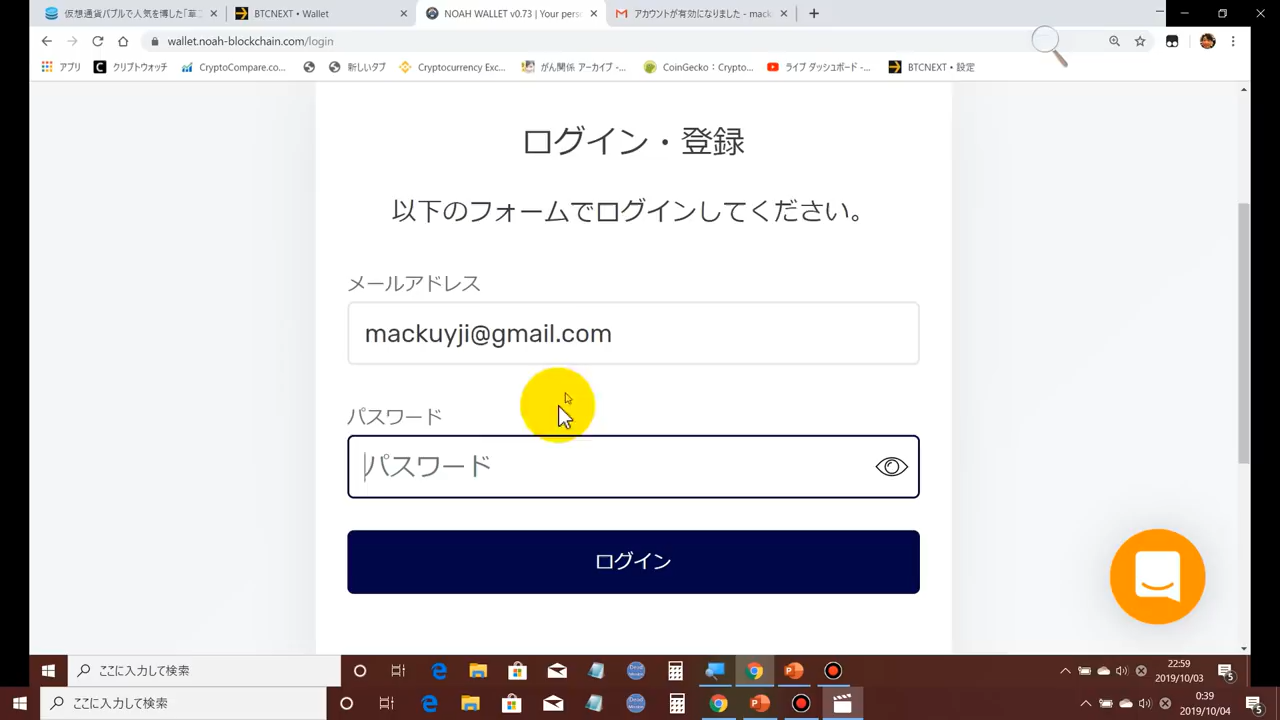 仮想通貨バブルで人気を博した「草コ
BTCNEXT • Wallet
NOAH WALLET v0.73 | Your perso
アカウントが有効になりました - mack
wallet.noah-blockchain.com/login
アプリ
クリプトウォッチ
CryptoCompare.co...
新しいタブ
Cryptocurrency Exc...
がん関係 アーカイブ -...
CoinGecko：Crypto...
ライブ ダッシュボード -...
BTCNEXT • 設定
ログイン・登録
以下のフォームでログインしてください。
メールアドレス
mackuyji@gmail.com
パスワード
パスワード
ログイン
ここに入力して検索
22:59
2019/10/03
5
ここに入力して検索
0:39
2019/10/04
5